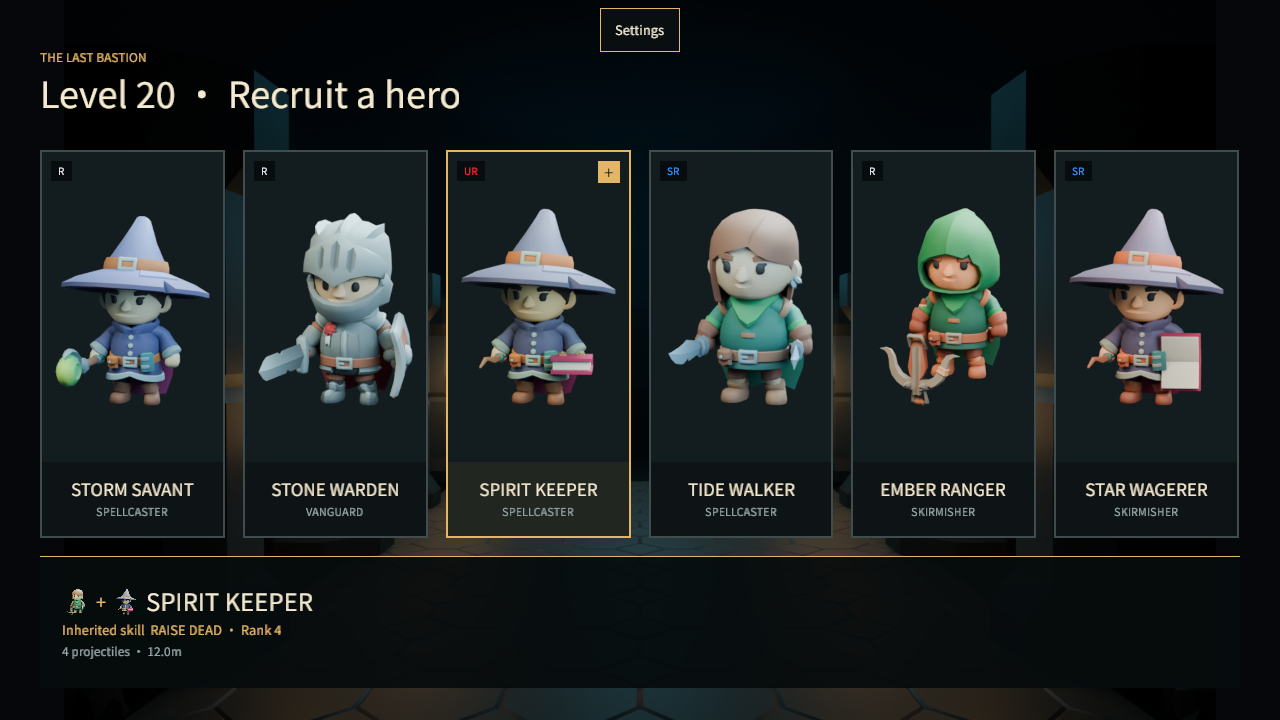 Settings
THE LAST BASTION
Level 20 • Recruit a hero
R
R
UR
+
SR
R
SR
STORM SAVANT
SPELLCASTER
STONE WARDEN
VANGUARD
SPIRIT KEEPER
SPELLCASTER
TIDE WALKER
SPELLCASTER
EMBER RANGER
SKIRMISHER
STAR WAGERER
SKIRMISHER
+ SPIRIT KEEPER
Inherited skill RAISE DEAD • Rank 4
4 projectiles • 12.0m